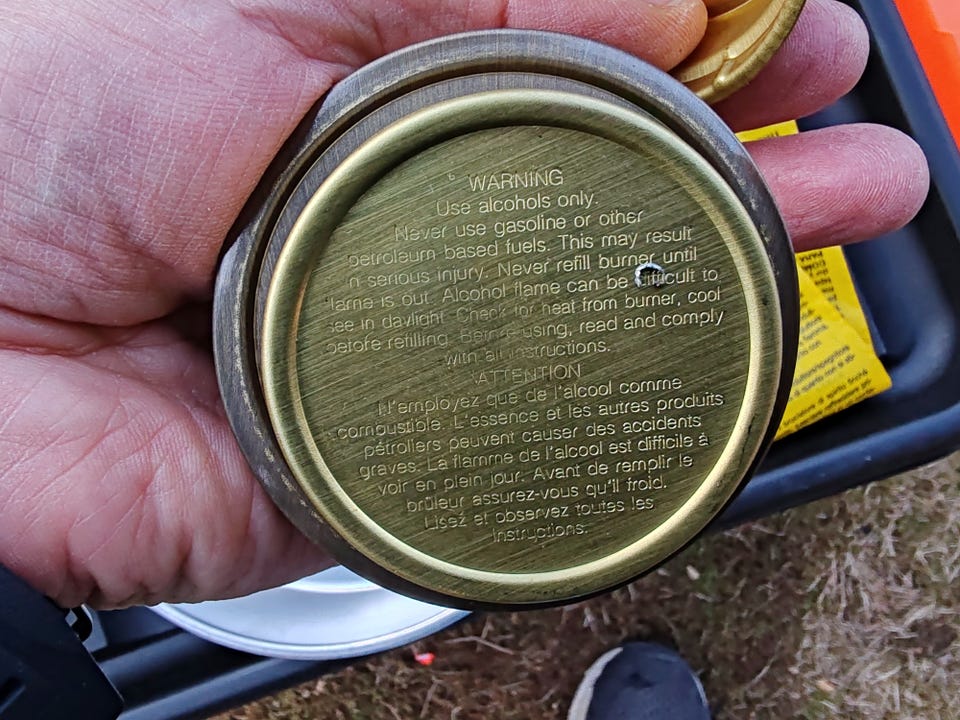 WARNING
Use alcohols only.
Never use gasoline or other
petroleum based fuels. This may result
in serious injury. Never refill burner until
flame is out. Alcohol flame can be difficult to
see in daylight. Check for heat from burner, cool
before refilling. Before using, read and comply
with all instructions.
ATTENTION
N'employez que de l'alcool comme
combustible. L'essence et les autres produits
pétroliers peuvent causer des accidents
graves. La flamme de l'alcool est difficile à
voir en plein jour. Avant de remplir le
brûleur assurez-vous qu'il froid.
Lisez et observez toutes les
instructions.